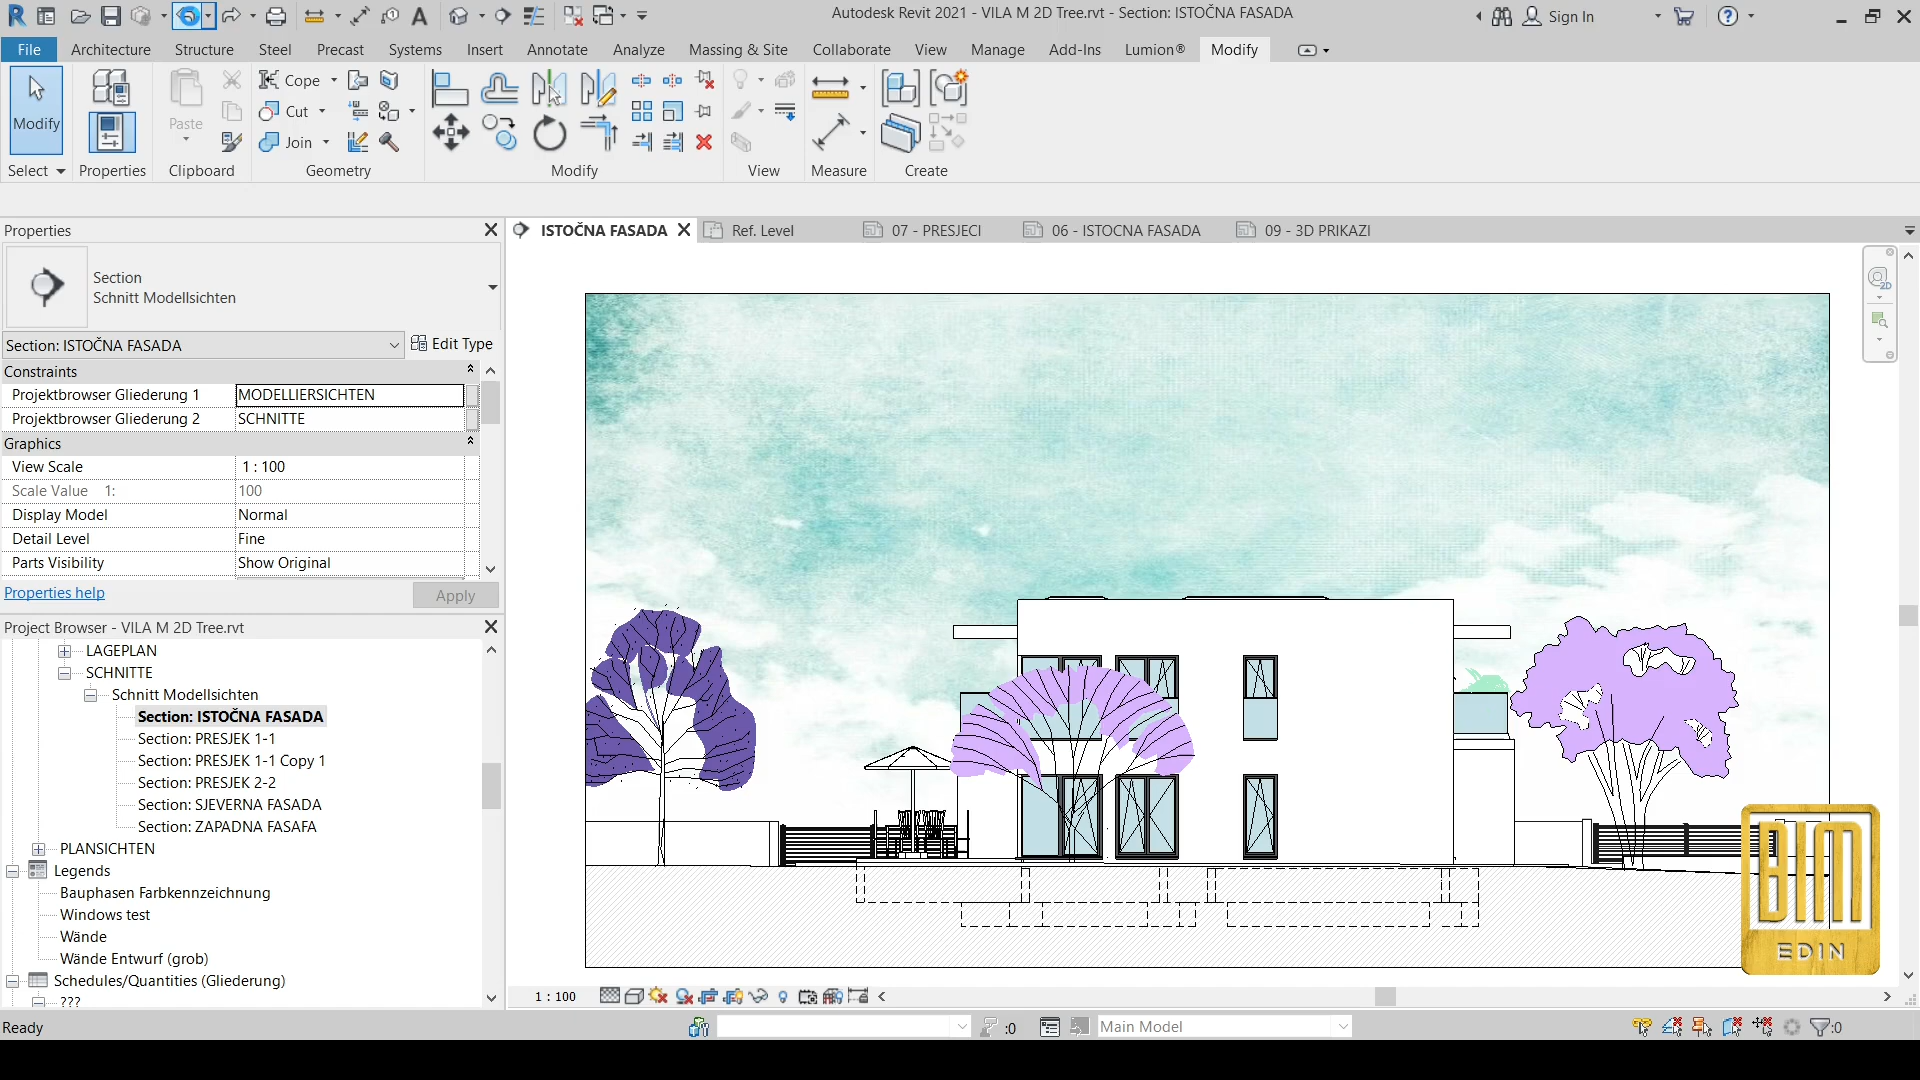 Autodesk Revit 2021 - VILA M 2D Tree.rvt - Section: ISTOČNA FASADA
Sign In
File Architecture Structure Steel Precast Systems Insert Annotate Analyze Massing & Site Collaborate View Manage Add-Ins Lumion® Modify
Modify
Paste
Cope
Cut
Join
Select Properties Clipboard Geometry Modify View Measure Create
Properties
ISTOČNA FASADA
Ref. Level
07 - PRESJECI
06 - ISTOCNA FASADA
09 - 3D PRIKAZI
Section
Schnitt Modellsichten
Section: ISTOČNA FASADA
Edit Type
Constraints
Projektbrowser Gliederung 1 MODELLIERSICHTEN
Projektbrowser Gliederung 2 SCHNITTE
Graphics
View Scale 1 : 100
Scale Value 1: 100
Display Model Normal
Detail Level Fine
Parts Visibility Show Original
Properties help
Apply
Project Browser - VILA M 2D Tree.rvt
LAGEPLAN
SCHNITTE
Schnitt Modellsichten
Section: ISTOČNA FASADA
Section: PRESJEK 1-1
Section: PRESJEK 1-1 Copy 1
Section: PRESJEK 2-2
Section: SJEVERNA FASADA
Section: ZAPADNA FASAFA
PLANSICHTEN
Legends
Bauphasen Farbkennzeichnung
Windows test
Wände
Wände Entwurf (grob)
Schedules/Quantities (Gliederung)
???
2D
BIM
EDIN
1 : 100
Ready
:0
Main Model
:0